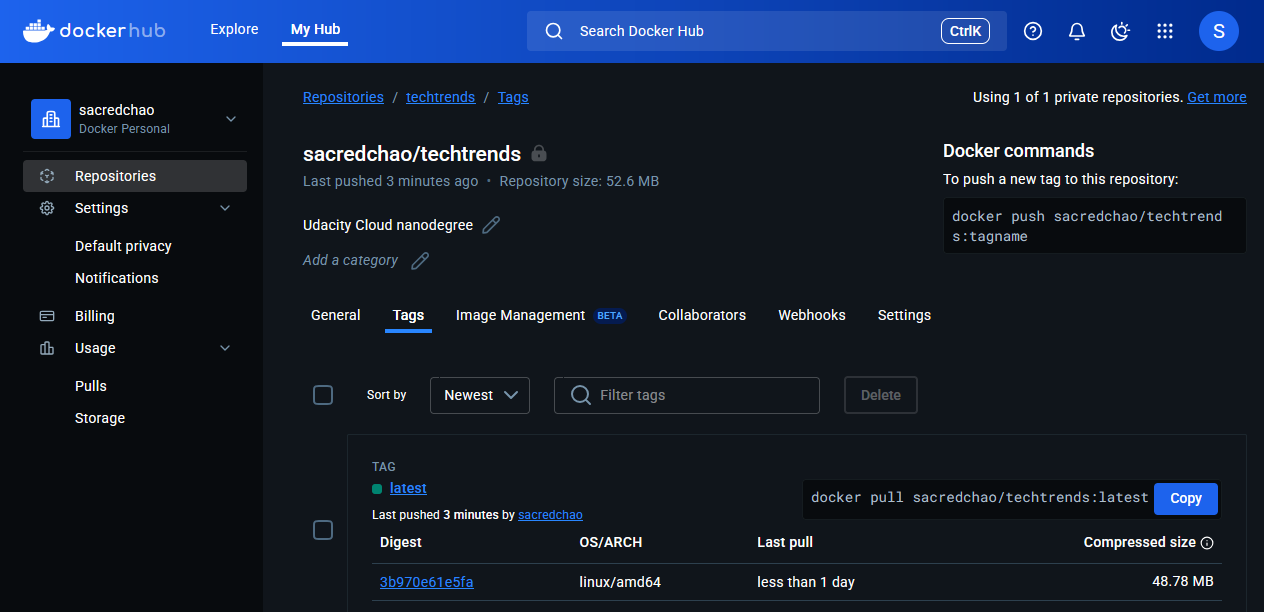 dockerhub
Explore
My Hub
Search Docker Hub
CtrlK
S
sacredchao
Docker Personal
Repositories
Settings
Default privacy
Notifications
Billing
Usage
Pulls
Storage
Repositories / techtrends / Tags
Using 1 of 1 private repositories. Get more
sacredchao/techtrends
Last pushed 3 minutes ago • Repository size: 52.6 MB
Udacity Cloud nanodegree
Add a category
Docker commands
To push a new tag to this repository:
docker push sacredchao/techtrend
s:tagname
General
Tags
Image Management BETA
Collaborators
Webhooks
Settings
Sort by
Newest
Filter tags
Delete
TAG
latest
Last pushed 3 minutes by sacredchao
docker pull sacredchao/techtrends:latest
Copy
Digest OS/ARCH Last pull Compressed size
3b970e61e5fa linux/amd64 less than 1 day 48.78 MB